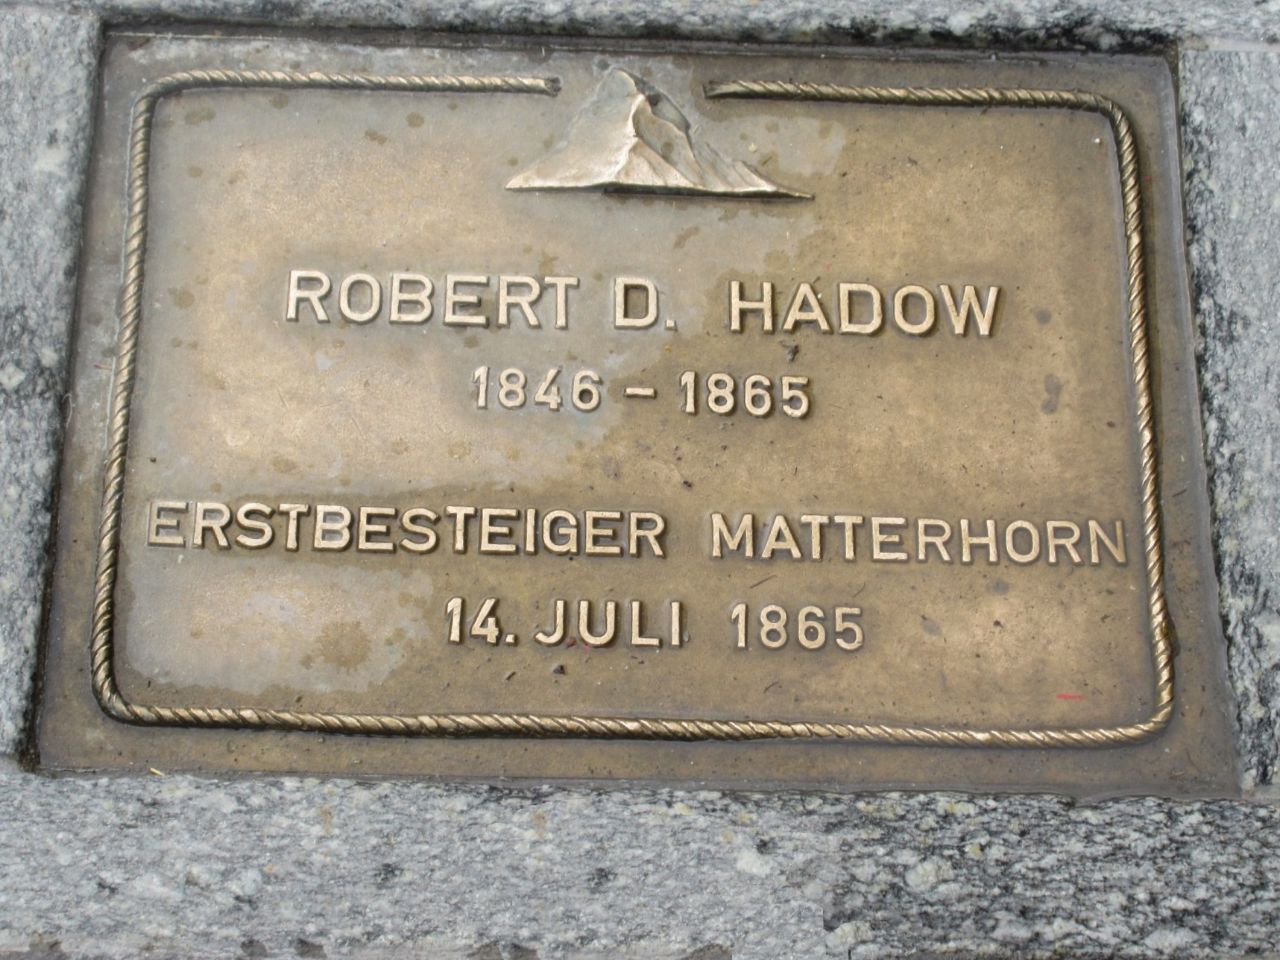 ROBERT D. HADOW
1846 – 1865
ERSTBESTEIGER MATTERHORN
14. JULI 1865